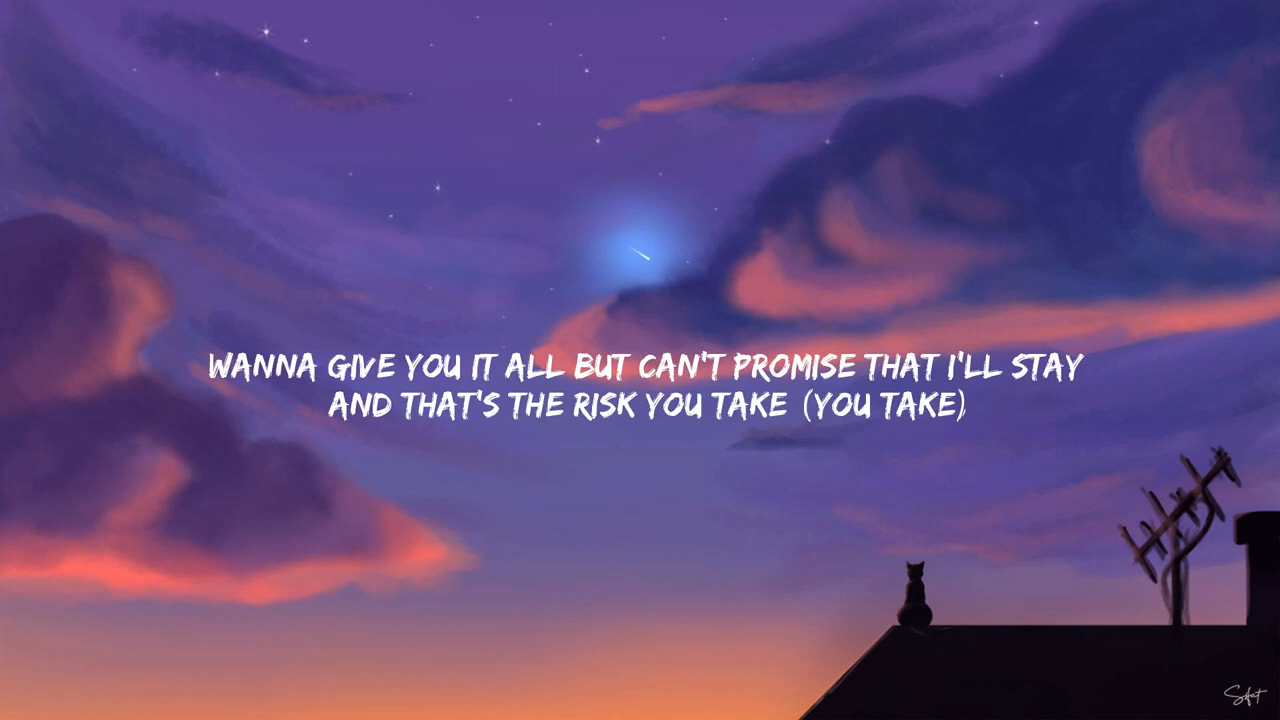 WANNA GIVE YOU IT ALL BUT CAN'T PROMISE THAT I'LL STAY
AND THAT'S THE RISK YOU TAKE (YOU TAKE)